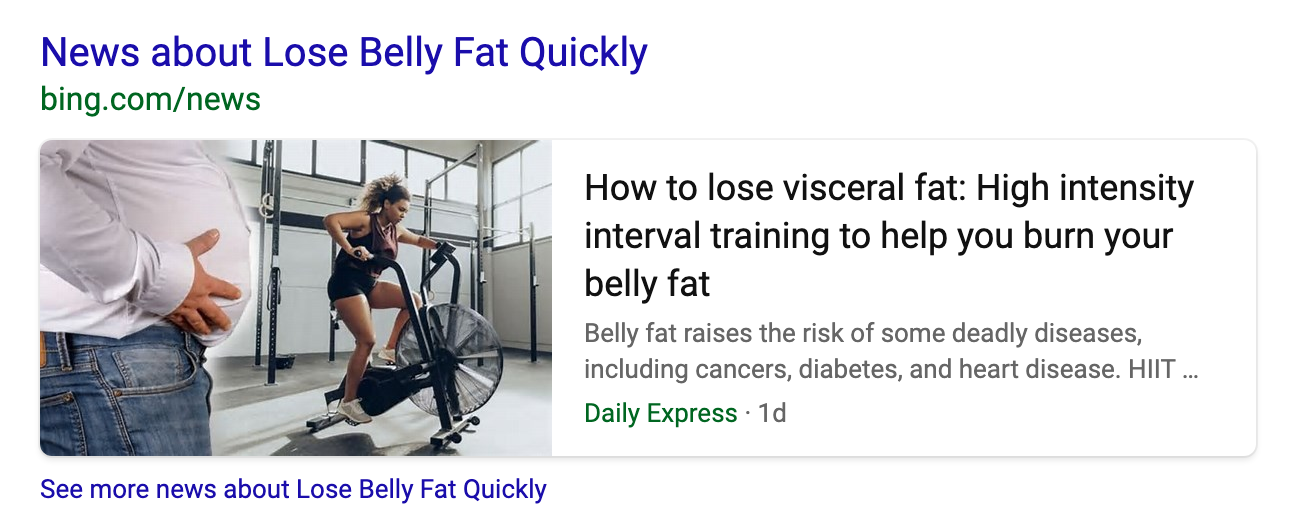 News about Lose Belly Fat Quickly
bing.com/news
How to lose visceral fat: High intensity
interval training to help you burn your
belly fat
Belly fat raises the risk of some deadly diseases,
including cancers, diabetes, and heart disease. HIIT ...
Daily Express · 1d
See more news about Lose Belly Fat Quickly